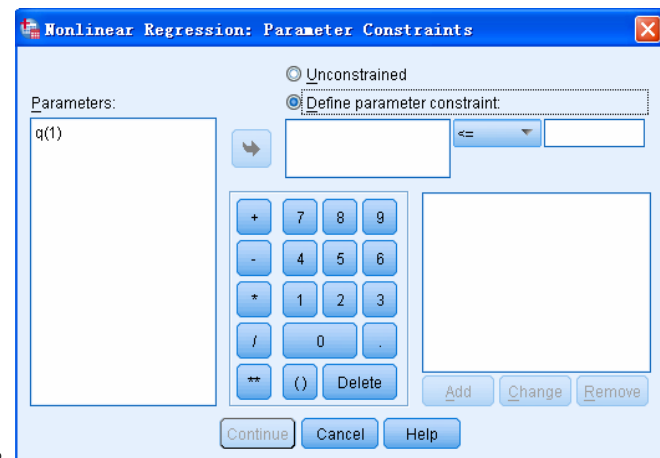 Nonlinear Regression: Parameter Constraints
Unconstrained
Parameters:
Define parameter constraint:
q(1)
<=
+ 7 8 9
- 4 5 6
* 1 2 3
/ 0 .
** () Delete
Add Change Remove
Continue Cancel Help